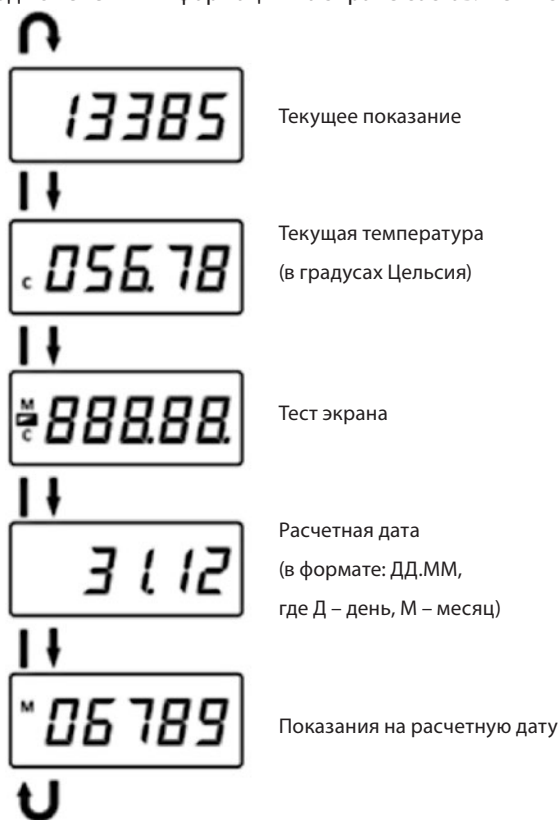 13385
Текущее показание
C 056.78
Текущая температура
(в градусах Цельсия)
M
C 888.88.
Тест экрана
31.12
Расчетная дата
(в формате: ДД.ММ,
где Д – день, М – месяц)
M 06789
Показания на расчетную дату